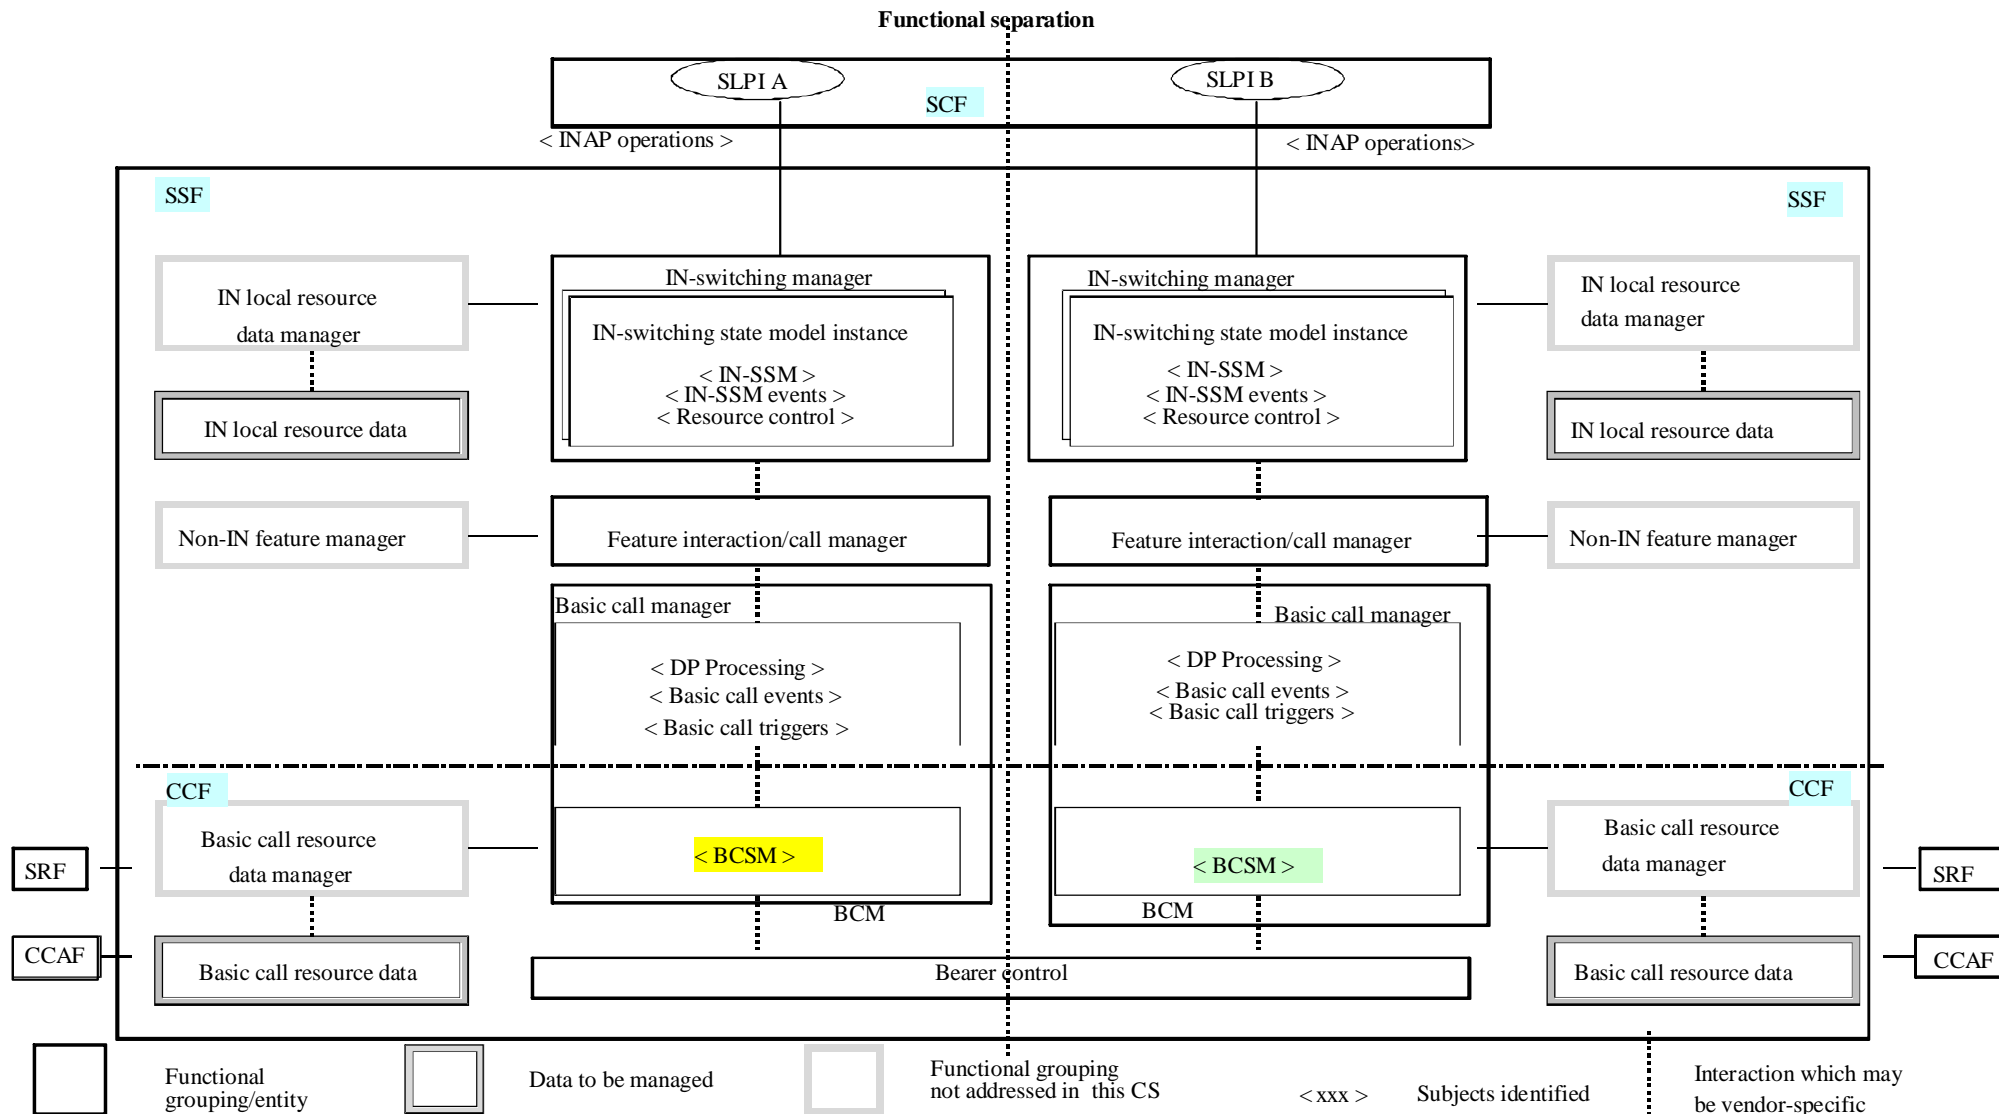 Functional separation
SLPI A
SLPI B
SCF
< INAP operations >
< INAP operations>
SSF
SSF
IN local resource
data manager
IN-switching manager
IN-switching state model instance
< IN-SSM >
< IN-SSM events >
< Resource control >
IN-switching manager
IN-switching state model instance
< IN-SSM >
< IN-SSM events >
< Resource control >
IN local resource
data manager
IN local resource data
IN local resource data
Non-IN feature manager
Feature interaction/call manager
Feature interaction/call manager
Non-IN feature manager
Basic call manager
< DP Processing >
< Basic call events >
< Basic call triggers >
Basic call manager
< DP Processing >
< Basic call events >
< Basic call triggers >
CCF
CCF
Basic call resource
data manager
< BCSM >
< BCSM >
Basic call resource
data manager
SRF
SRF
BCM
BCM
CCAF
Basic call resource data
Bearer control
Basic call resource data
CCAF
Functional
grouping/entity
Data to be managed
Functional grouping
not addressed in this CS
< xxx >
Subjects identified
Interaction which may
be vendor-specific